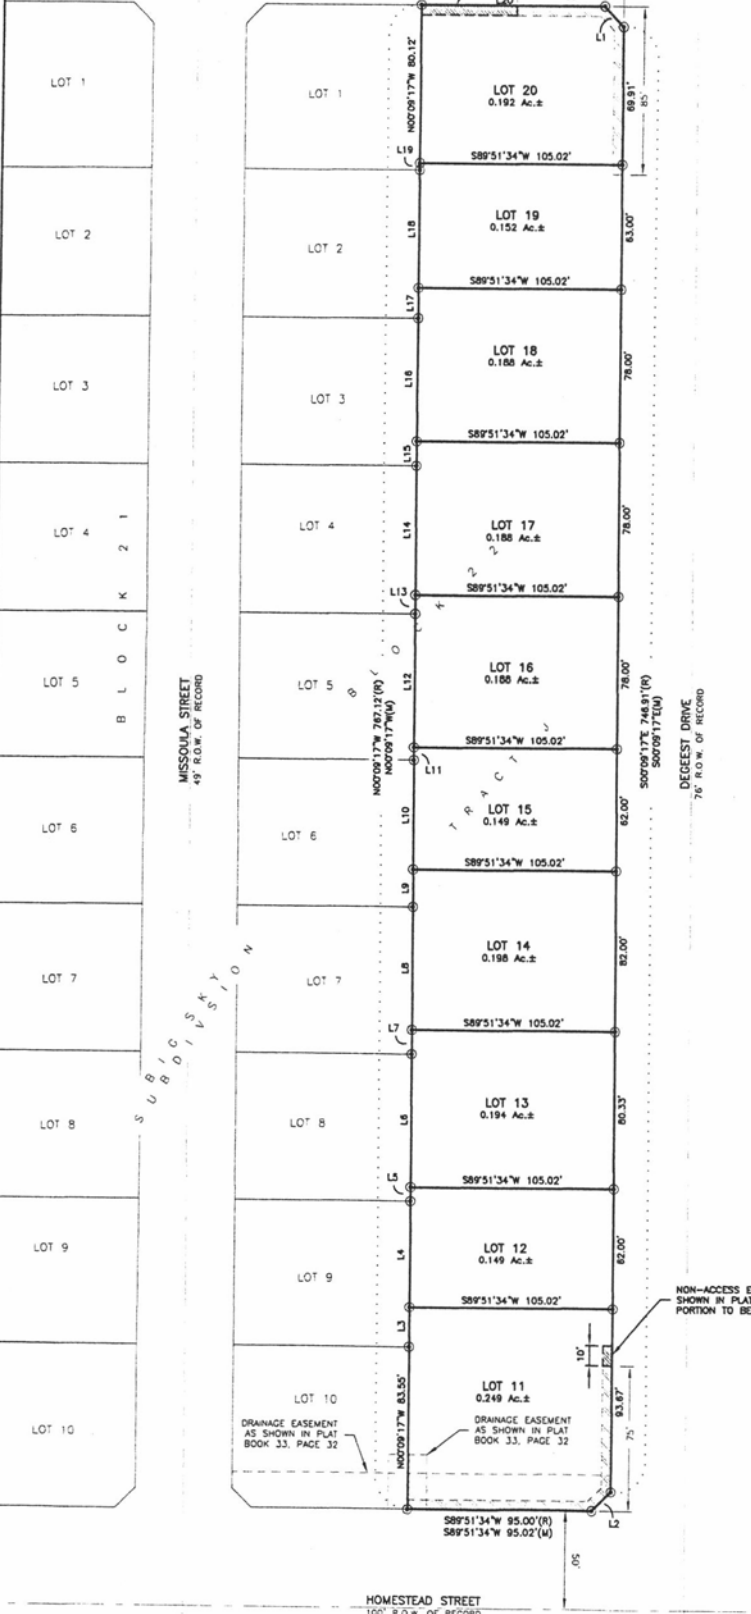 LOT 1
LOT 2
LOT 3
LOT 4
LOT 5
LOT 6
LOT 7
LOT 8
LOT 9
LOT 10
BLOCK 21
MISSOULA STREET
49' R.O.W. OF RECORD
BIG SKY
SUBDIVSION
LOT 1
LOT 2
LOT 3
LOT 4
LOT 5
LOT 6
LOT 7
LOT 8
LOT 9
LOT 10
DRAINAGE EASEMENT
AS SHOWN IN PLAT
BOOK 33, PAGE 32
BLOCK 22
TRACT J
N00°09'17"W 767.12'(R)
N00°09'17"W(M)
L20
L1
N00°09'17"W 80.12'
LOT 20
0.192 Ac.±
69.91'
85'
L19
S89°51'34"W 105.02'
L18
LOT 19
0.152 Ac.±
63.00'
S89°51'34"W 105.02'
L17
LOT 18
0.188 Ac.±
L16
78.00'
S89°51'34"W 105.02'
L15
LOT 17
0.188 Ac.±
L14
78.00'
S89°51'34"W 105.02'
L13
LOT 16
0.188 Ac.±
L12
78.00'
S89°51'34"W 105.02'
L11
LOT 15
0.149 Ac.±
L10
62.00'
S89°51'34"W 105.02'
L9
LOT 14
0.198 Ac.±
L8
82.00'
S89°51'34"W 105.02'
L7
LOT 13
0.194 Ac.±
L6
80.33'
S89°51'34"W 105.02'
L5
LOT 12
0.149 Ac.±
L4
62.00'
S89°51'34"W 105.02'
L3
10'
LOT 11
0.249 Ac.±
N00°09'17"W 83.55'
93.67'
75'
DRAINAGE EASEMENT
AS SHOWN IN PLAT
BOOK 33, PAGE 32
L2
S89°51'34"W 95.00'(R)
S89°51'34"W 95.02'(M)
50'
S00°09'17"E 746.91'(R)
S00°09'17"E(M)
DEGEEST DRIVE
76' R.O.W. OF RECORD
NON-ACCESS E
SHOWN IN PLAT
PORTION TO BE
HOMESTEAD STREET
100' R.O.W. OF RECORD